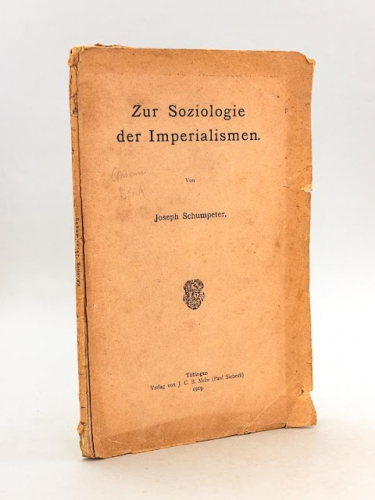 Zur Soziologie
der Imperialismen.
Von
Joseph Schumpeter.
Tübingen
Verlag von J. C. B. Mohr (Paul Siebeck)
1919.